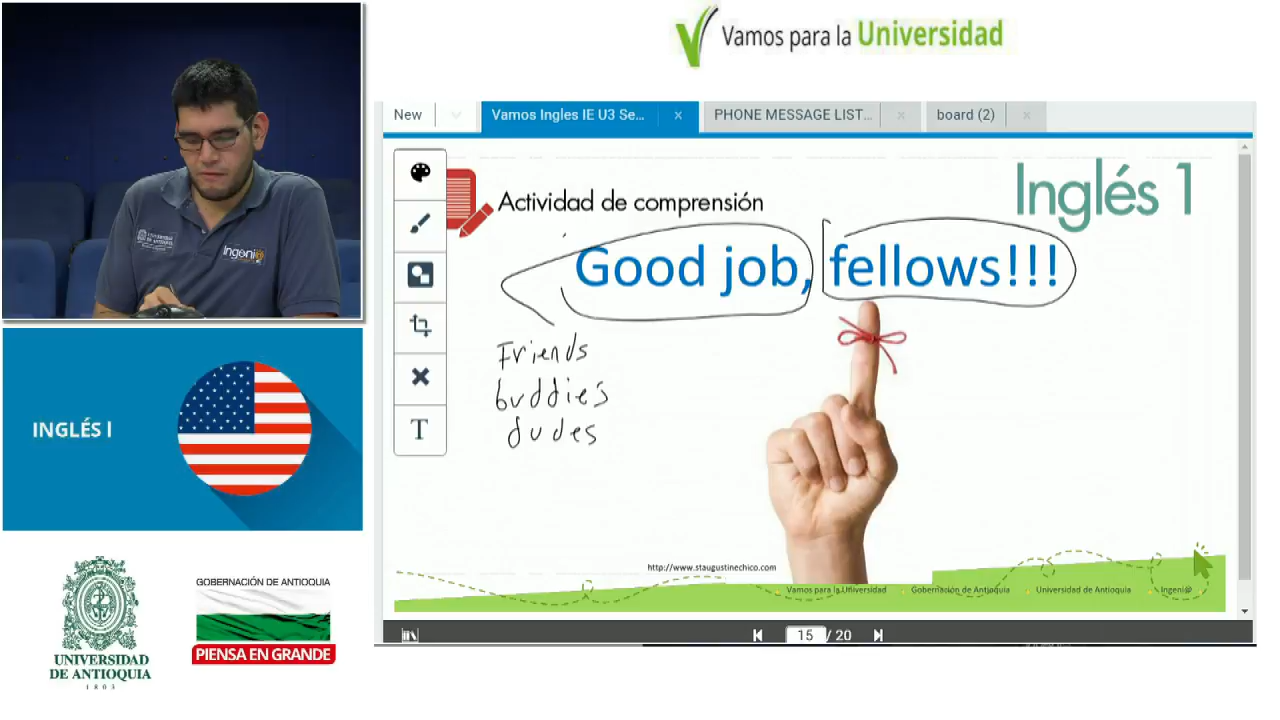 Vamos para la Universidad
New
Vamos Ingles IE U3 Se...
PHONE MESSAGE LIST...
board (2)
Inglés 1
Actividad de comprensión
Good job, fellows!!!
Friends
buddies
dudes
T
http://www.staugustinechico.com
Vamos para la Universidad
Gobernación de Antioquia
Universidad de Antioquia
Ingeni@
15 / 20
ingeni@
INGLÉS I
UNIVERSIDAD
DE ANTIOQUIA
1803
GOBERNACIÓN DE ANTIOQUIA
PIENSA EN GRANDE